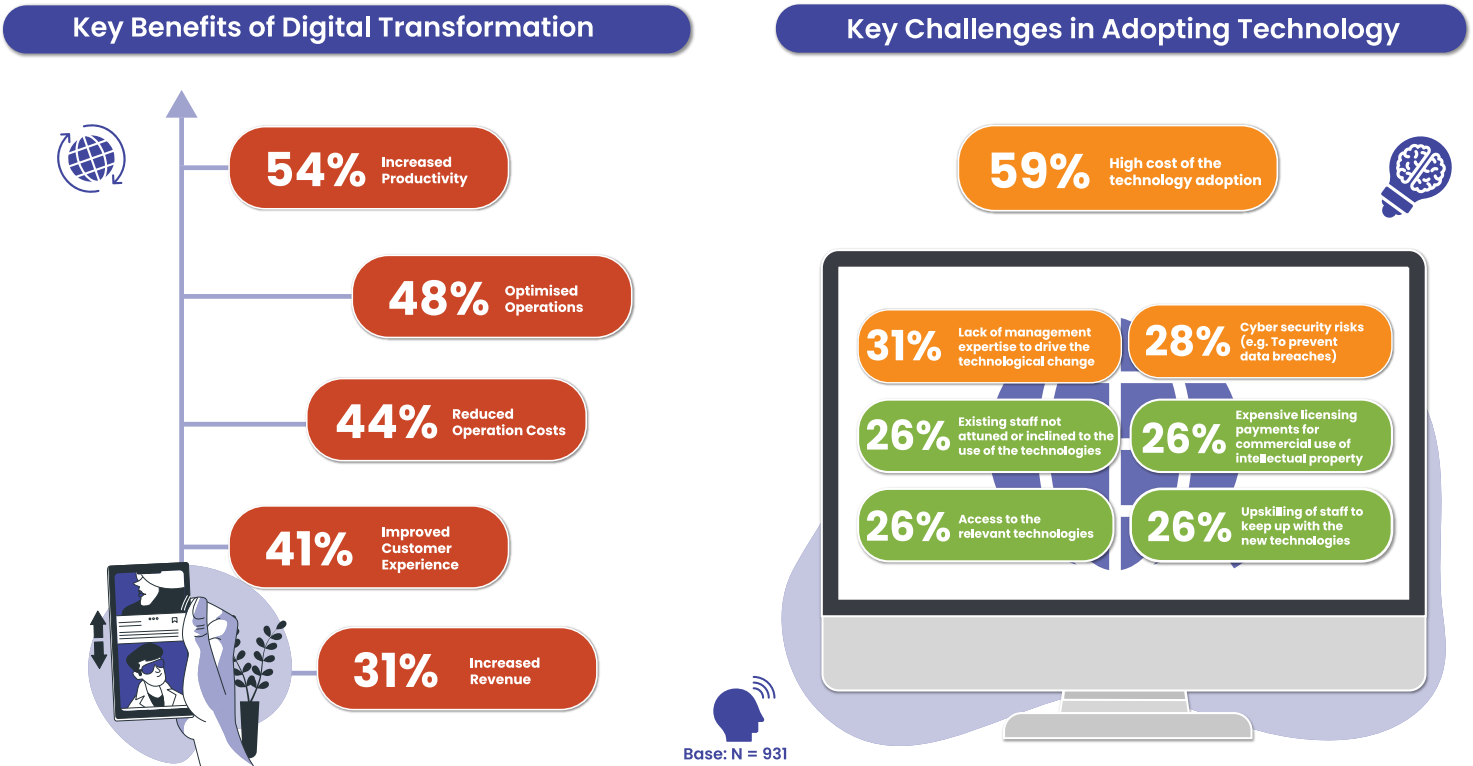 Key Benefits of Digital Transformation
54%
Increased
Productivity
48%
Optimised
Operations
44%
Reduced
Operation Costs
41%
Improved
Customer
Experience
31%
Increased
Revenue
Base: N = 931
Key Challenges in Adopting Technology
59%
High cost of the
technology adoption
31%
Lack of management
expertise to drive the
technological change
28%
Cyber security risks
(e.g. To prevent
data breaches)
26%
Existing staff not
attuned or inclined to the
use of the technologies
26%
Expensive licensing
payments for
commercial use of
intellectual property
26%
Access to the
relevant technologies
26%
Upskilling of staff to
keep up with the
new technologies